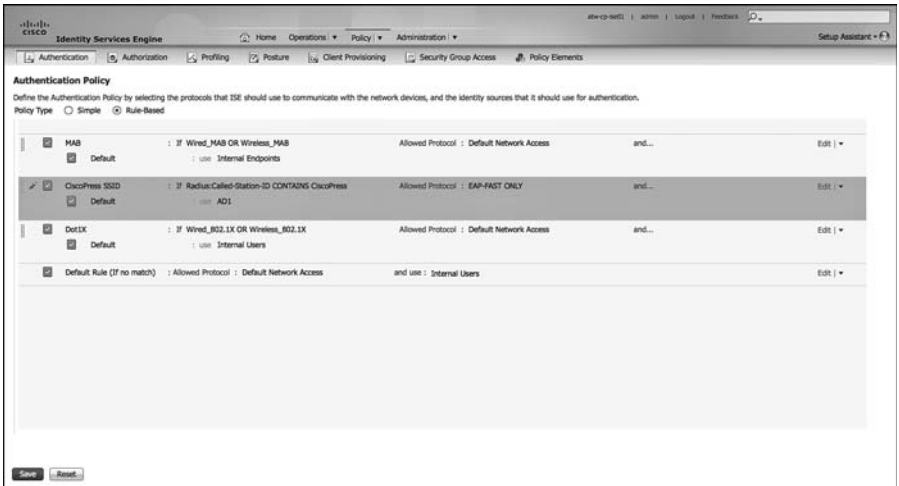 atw-cp-ise01 | admin | Logout | Feedback
CISCO Identity Services Engine
Home Operations Policy Administration
Setup Assistant
Authentication Authorization Profiling Posture Client Provisioning Security Group Access Policy Elements
Authentication Policy
Define the Authentication Policy by selecting the protocols that ISE should use to communicate with the network devices, and the identity sources that it should use for authentication.
Policy Type Simple Rule-Based
MAB : If Wired_MAB OR Wireless_MAB Allowed Protocol : Default Network Access and... Edit |
Default : use Internal Endpoints
CiscoPress SSID : If Radius:Called-Station-ID CONTAINS CiscoPress Allowed Protocol : EAP-FAST ONLY and... Edit |
Default : use AD1
Dot1X : If Wired_802.1X OR Wireless_802.1X Allowed Protocol : Default Network Access and... Edit |
Default : use Internal Users
Default Rule (If no match) : Allowed Protocol : Default Network Access and use : Internal Users Edit |
Save Reset